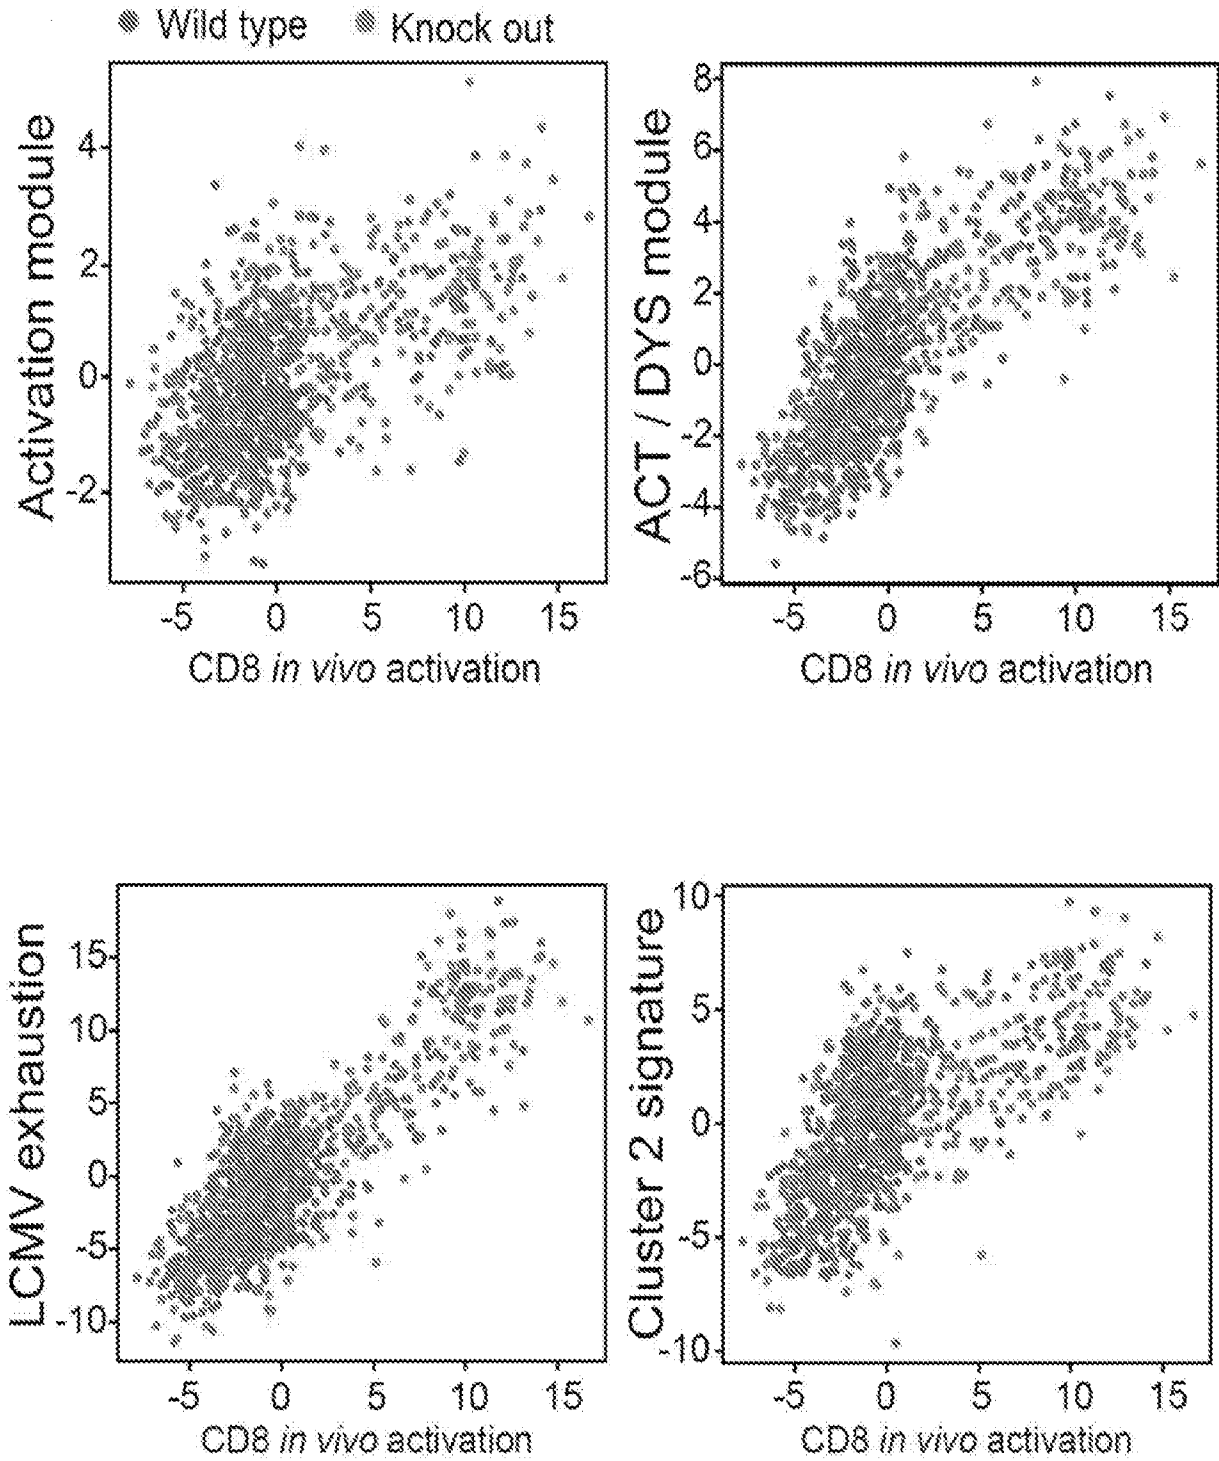 Wild type Knock out
Activation module
4
2
0
-2
-5 0 5 10 15
CD8 in vivo activation
ACT / DYS module
8
6
4
2
0
-2
-4
-6
-5 0 5 10 15
CD8 in vivo activation
LCMV exhaustion
15
10
5
0
-5
-10
-5 0 5 10 15
CD8 in vivo activation
Cluster 2 signature
10
5
0
-5
-10
-5 0 5 10 15
CD8 in vivo activation